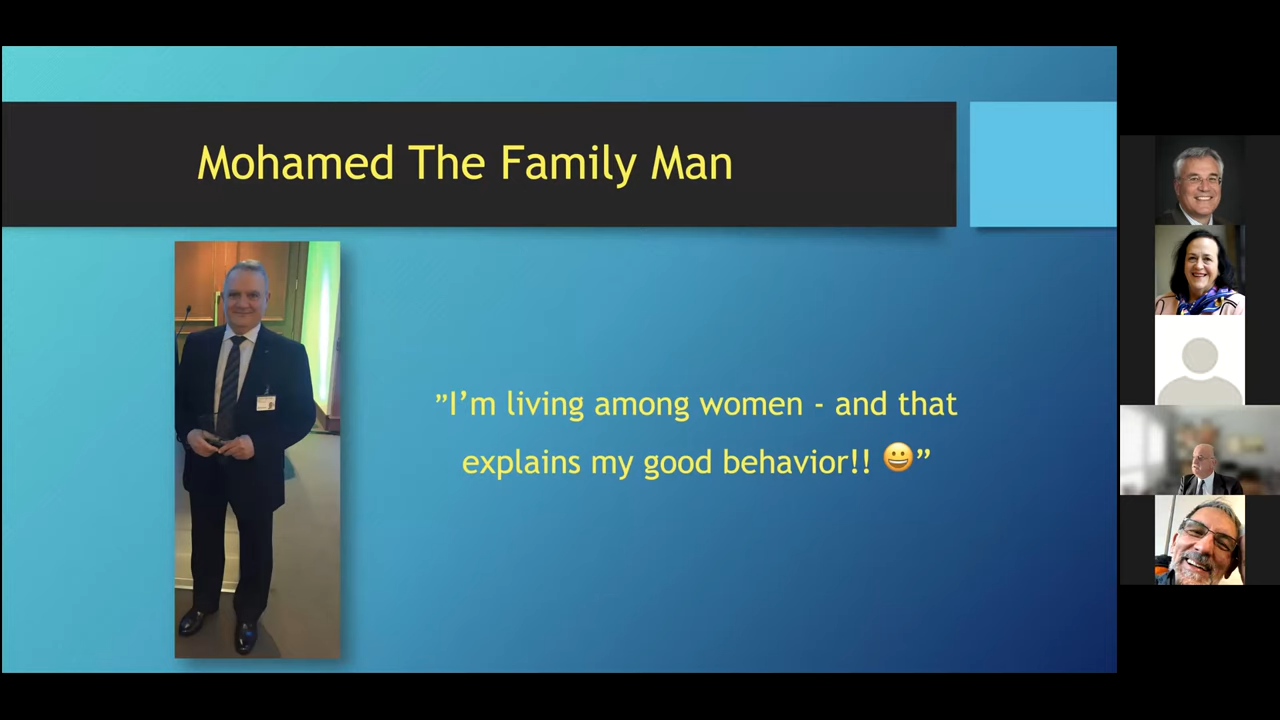 Mohamed The Family Man
”I’m living among women - and that
explains my good behavior!! 😀”